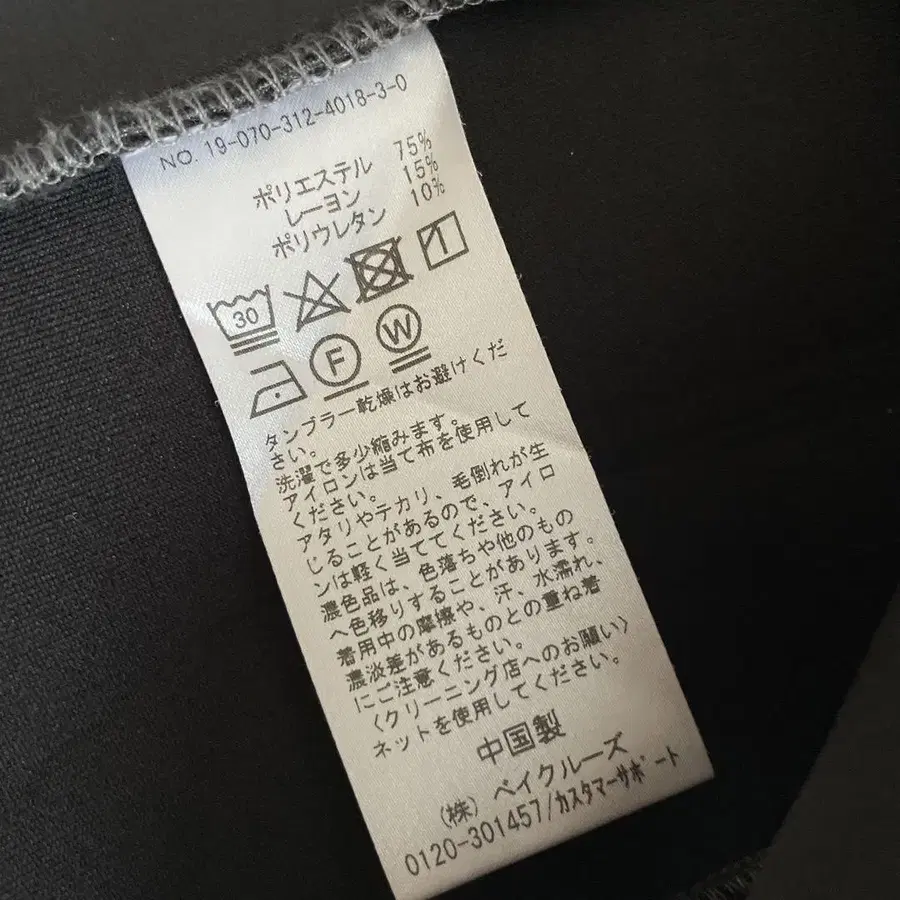 NO. 19-070-312-4018-3-0
ポリエステル 75%
レーヨン 15%
ポリウレタン 10%
30
F W
タンブラー乾燥はお避けくだ
さい。
洗濯で多少縮みます。
アイロンは当て布を使用して
ください。
アタリやテカリ、毛倒れが生
じることがあるので、アイロ
ンは軽く当ててください。
濃色品は、色落ちや他のもの
へ色移りすることがあります。
着用中の摩擦や、汗、水濡れ、
濃淡差があるものとの重ね着
にご注意ください。
〈クリーニング店へのお願い〉
ネットを使用してください。
中国製
(株) ベイクルーズ
0120-301457/カスタマーサポート